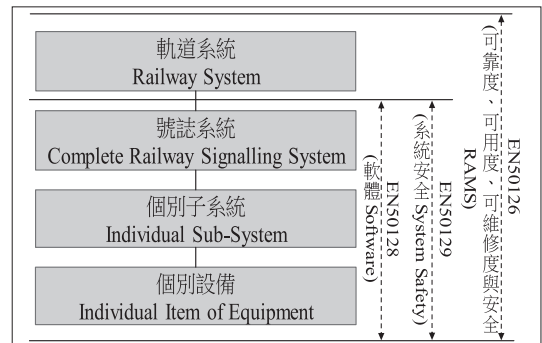 軌道系統
Railway System
號誌系統
Complete Railway Signalling System
個別子系統
Individual Sub-System
個別設備
Individual Item of Equipment
EN50128
(軟體 Software)
EN50129
(系統安全 System Safety)
EN50126
(可靠度、可用度、可維修度與安全
RAMS)